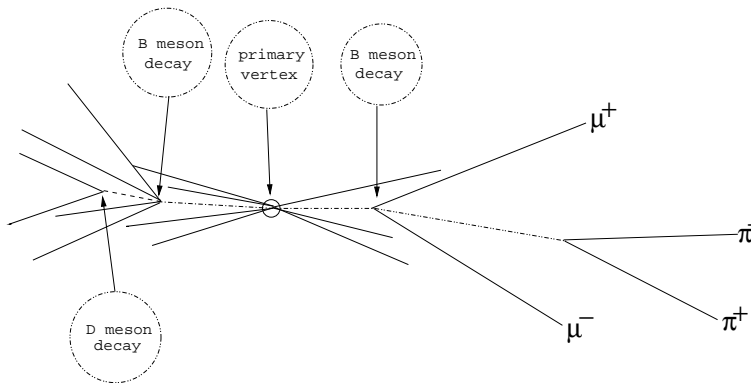 B meson
decay
primary
vertex
B meson
decay
μ+
π-
π+
μ−
D meson
decay